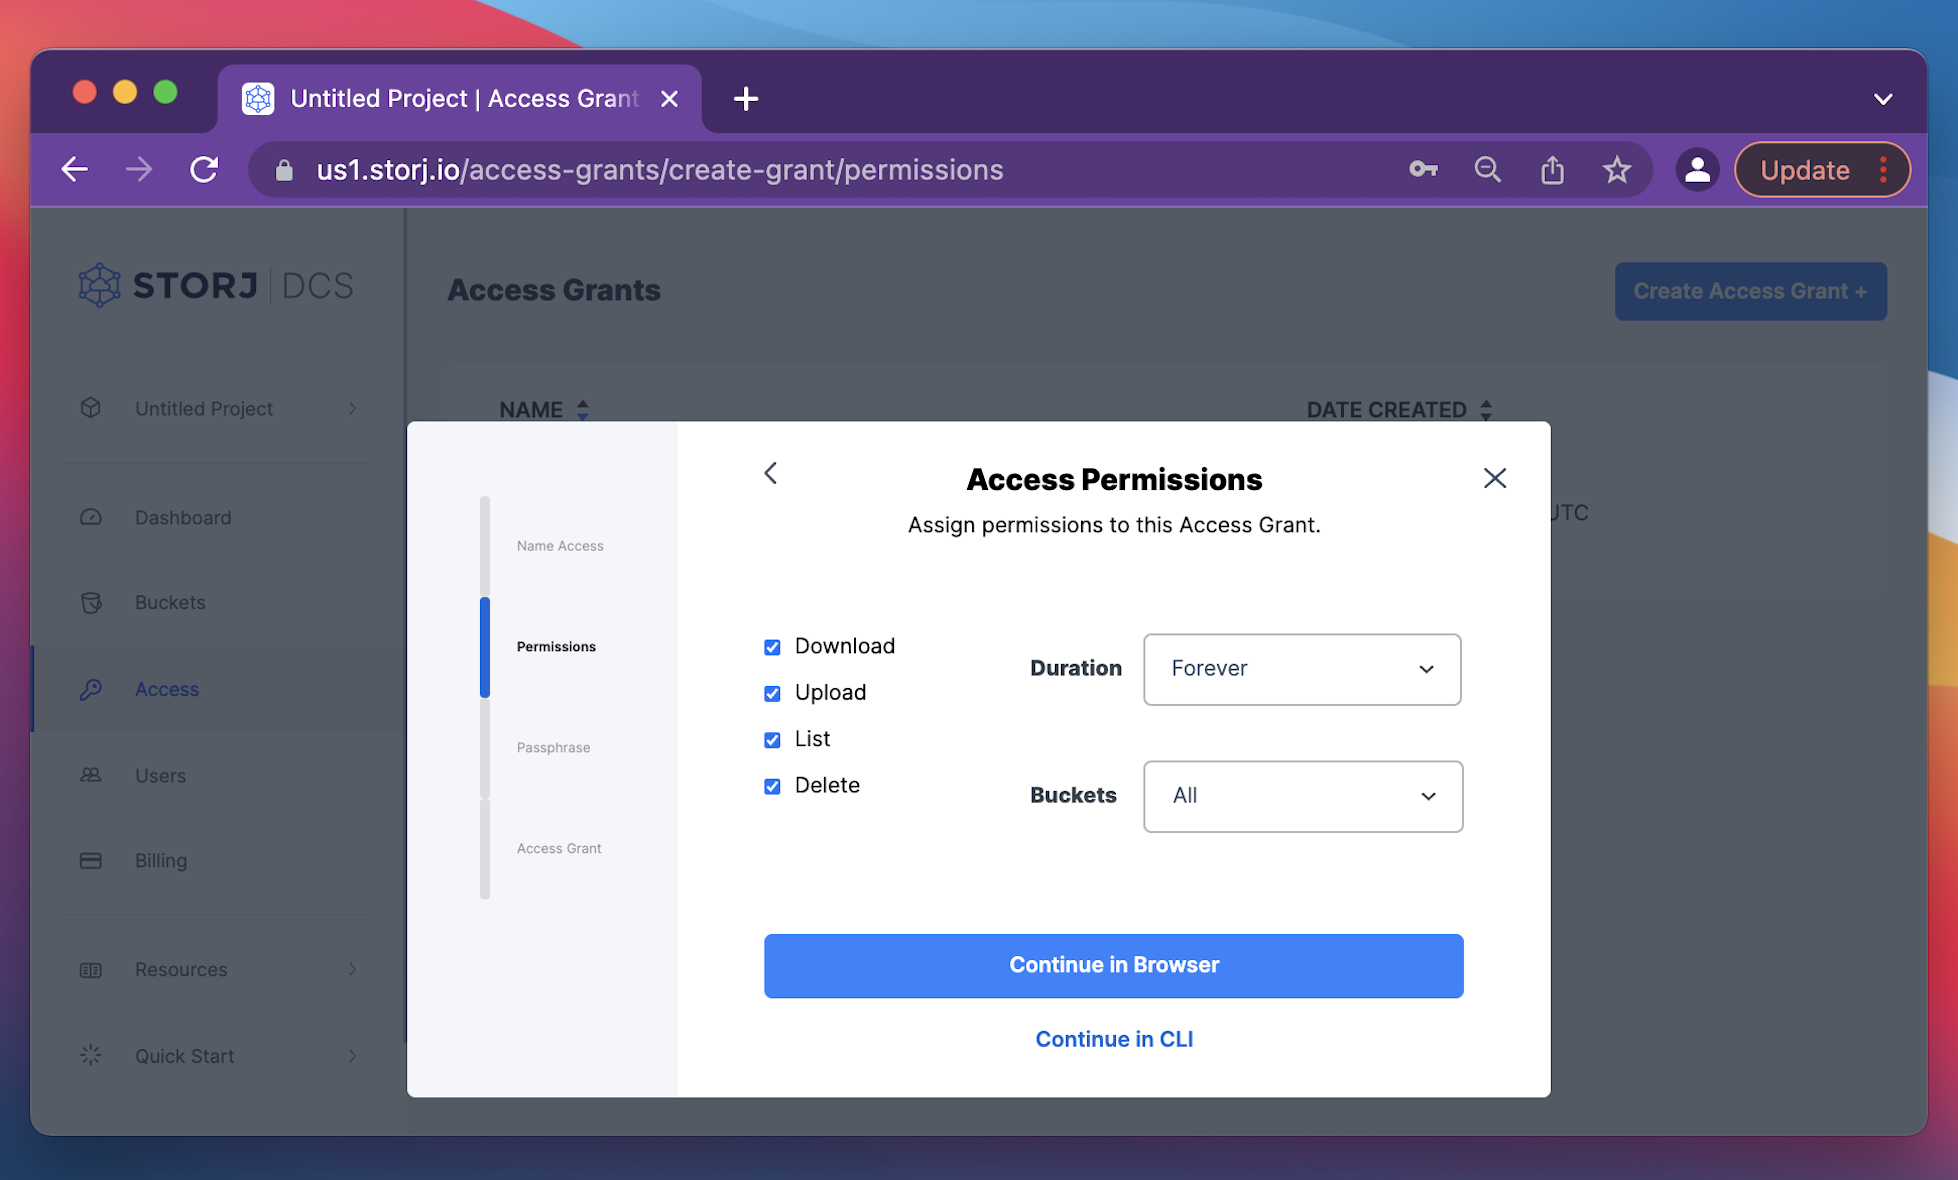 Untitled Project | Access Grant
us1.storj.io/access-grants/create-grant/permissions
Update
STORJ | DCS
Access Grants
Create Access Grant +
Untitled Project
NAME
DATE CREATED
Access Permissions
Assign permissions to this Access Grant.
UTC
Dashboard
Name Access
Buckets
Permissions
Download
Duration
Forever
Upload
Access
List
Passphrase
Users
Delete
Buckets
All
Access Grant
Billing
Continue in Browser
Resources
Continue in CLI
Quick Start